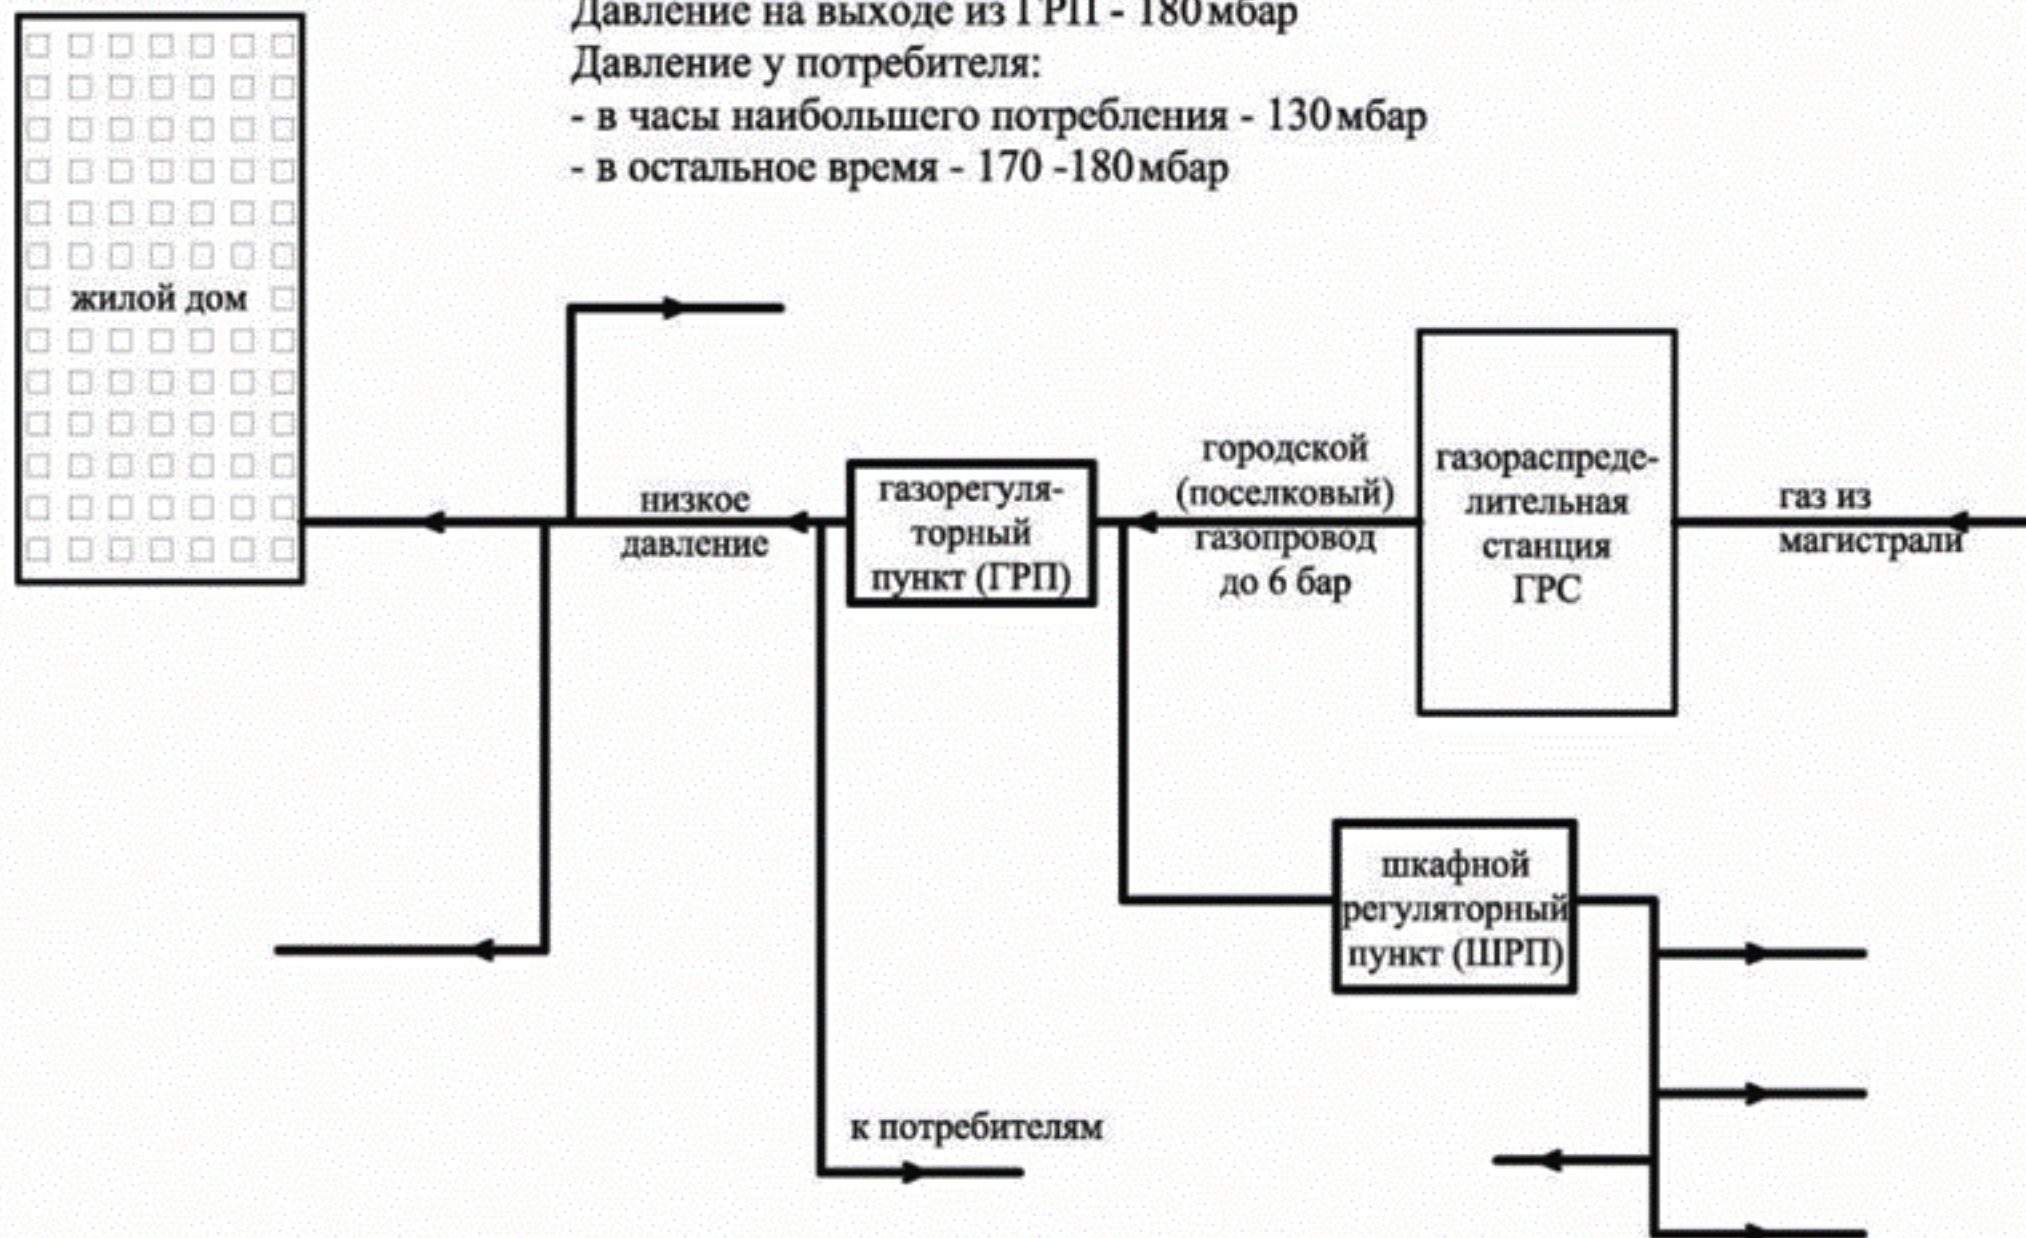 Давление на выходе из ГРП - 180 мбар
Давление у потребителя:
- в часы наибольшего потребления - 130 мбар
- в остальное время - 170 -180 мбар
жилой дом
низкое
давление
газорегуля-
торный
пункт (ГРП)
городской
(поселковый)
газопровод
до 6 бар
газораспреде-
лительная
станция
ГРС
газ из
магистрали
шкафной
регуляторный
пункт (ШРП)
к потребителям